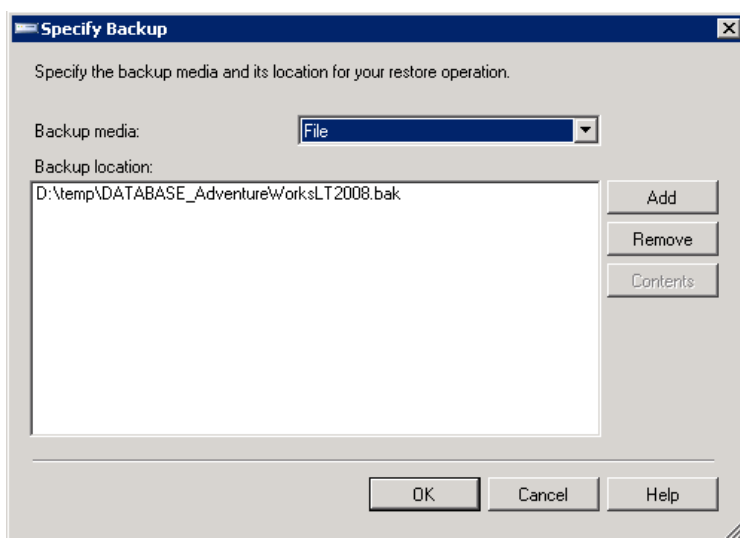 Specify Backup
Specify the backup media and its location for your restore operation.
Backup media:
File
Backup location:
D:\temp\DATABASE_AdventureWorksLT2008.bak
Add
Remove
Contents
OK
Cancel
Help